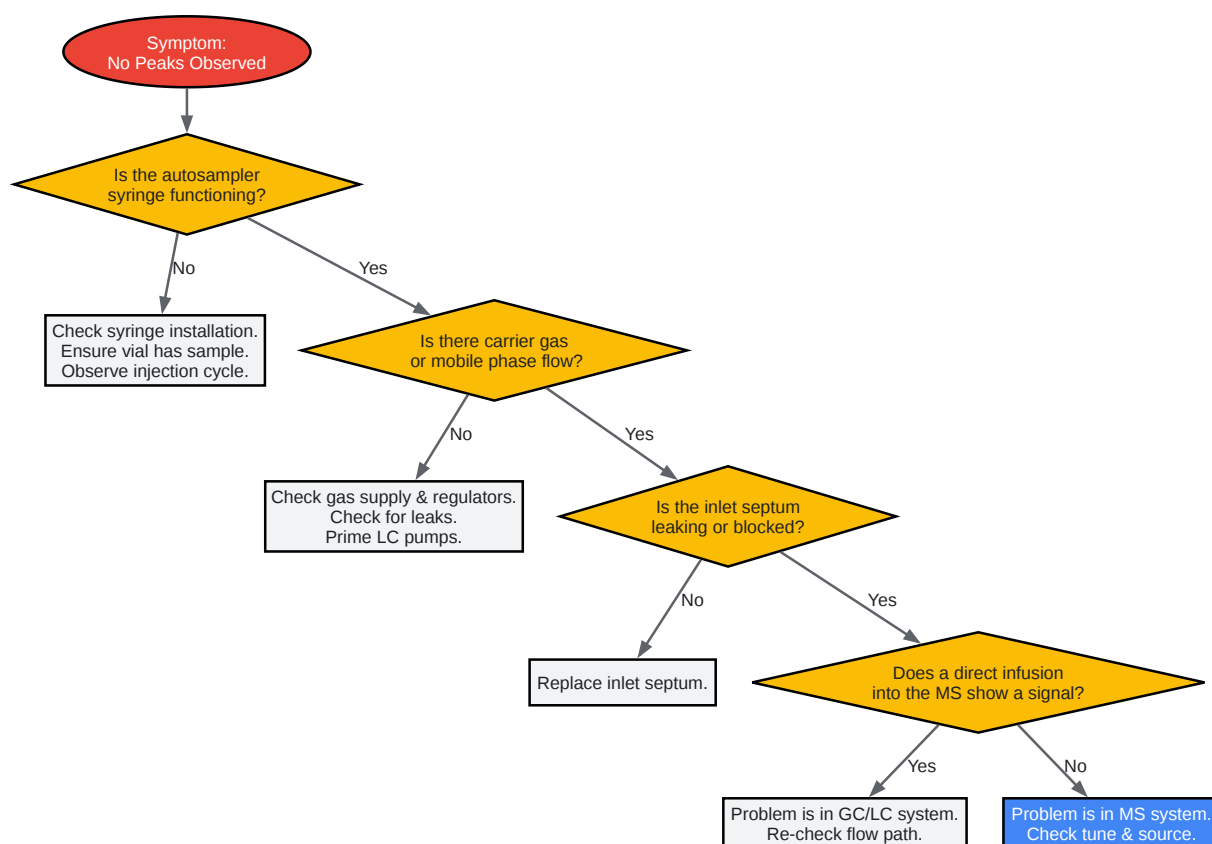 Symptom:
No Peaks Observed
Is the autosampler
syringe functioning?
No
Yes
Check syringe installation.
Ensure vial has sample.
Observe injection cycle.
Is there carrier gas
or mobile phase flow?
No
Yes
Check gas supply & regulators.
Check for leaks.
Prime LC pumps.
Is the inlet septum
leaking or blocked?
No
Yes
Replace inlet septum.
Does a direct infusion
into the MS show a signal?
Yes
No
Problem is in GC/LC system.
Re-check flow path.
Problem is in MS system.
Check tune & source.